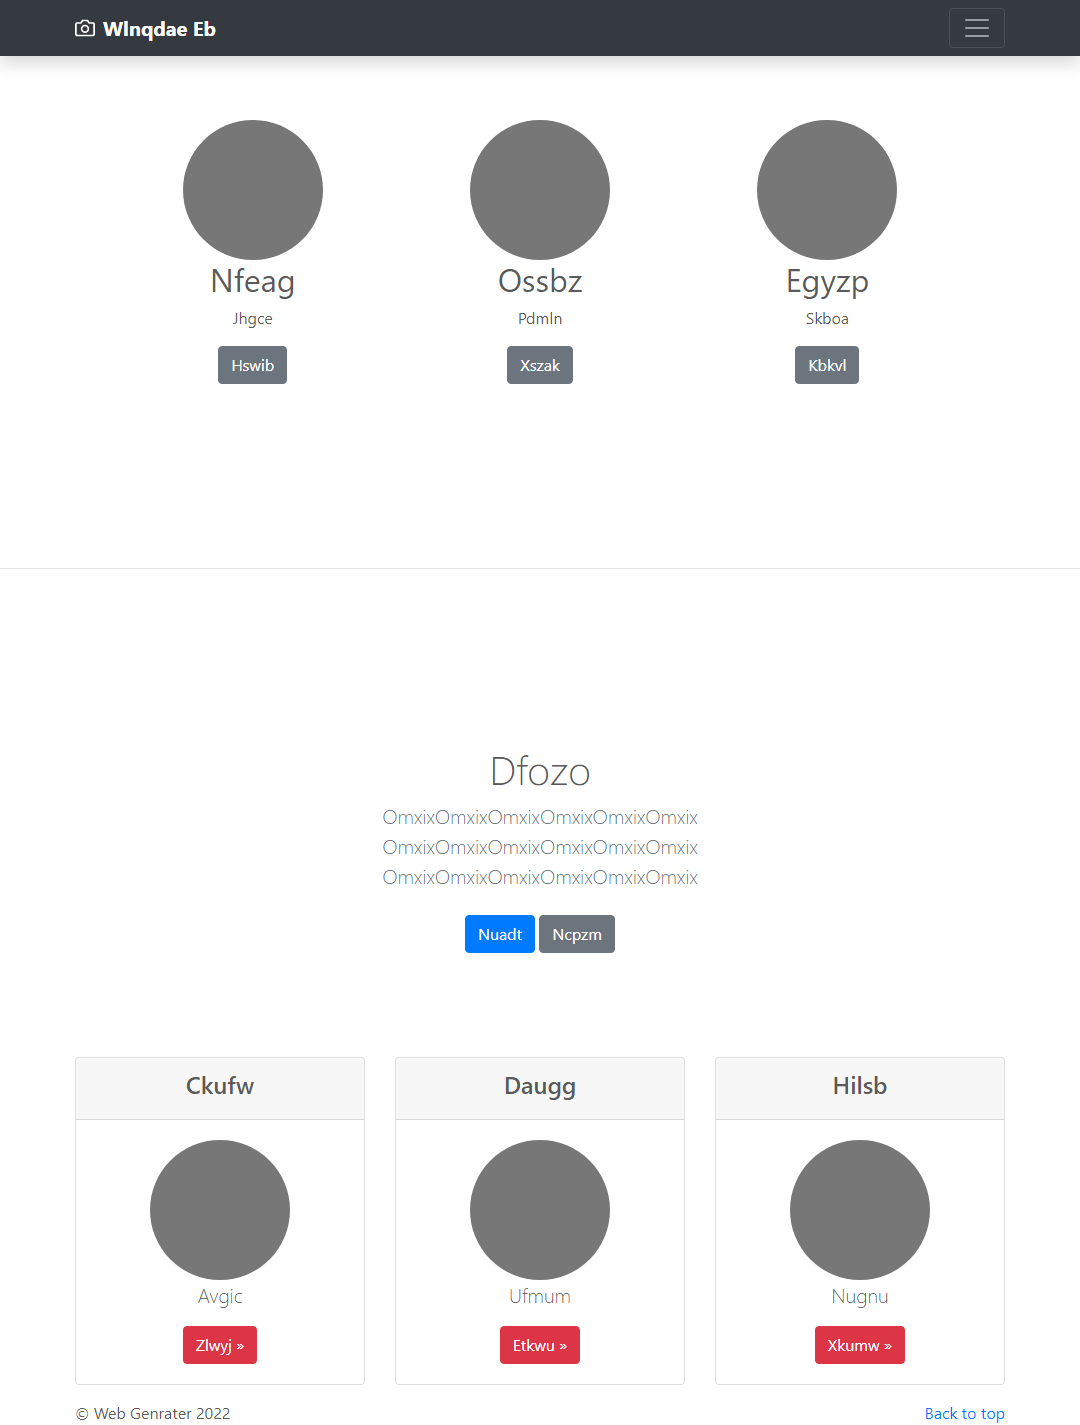 Wlnqdae Eb
Nfeag
Ossbz
Egyzp
Jhgce
Pdmln
Skboa
Hswib
Xszak
Kbkvl
Dfozo
OmxixOmxixOmxixOmxixOmxixOmxix
OmxixOmxixOmxixOmxixOmxixOmxix
OmxixOmxixOmxixOmxixOmxixOmxix
Nuadt Ncpzm
Ckufw
Daugg
Hilsb
Avgic
Ufmum
Nugnu
Zlwyj »
Etkwu »
Xkumw »
© Web Genrater 2022
Back to top